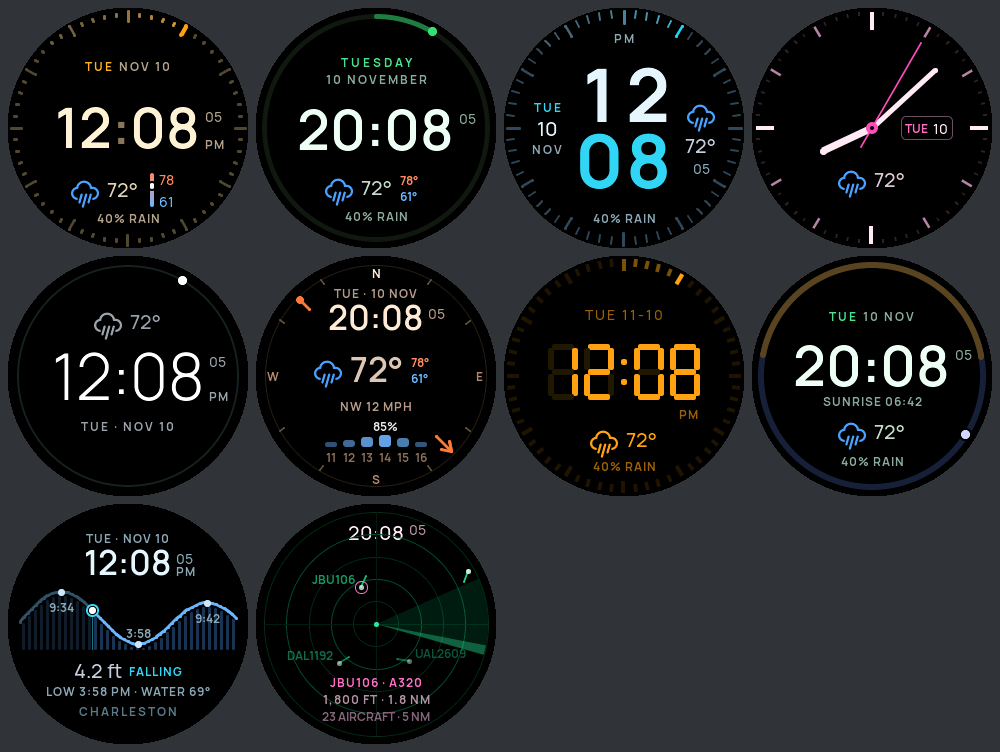 TUE NOV 10
12:08 05 PM
72° 78 61
40% RAIN
TUESDAY
10 NOVEMBER
20:08 05
72° 78° 61°
40% RAIN
PM
TUE 10 NOV
12
08
72°
05
40% RAIN
TUE 10
72°
72°
12:08 05 PM
TUE · 10 NOV
N
TUE · 10 NOV
20:08 05
W 72° 78° 61° E
NW 12 MPH
85%
11 12 13 14 15 16
S
TUE 11-10
12:08
PM
72°
40% RAIN
TUE 10 NOV
20:08 05
SUNRISE 06:42
72°
40% RAIN
TUE · NOV 10
12:08 05 PM
9:34
3:58
9:42
4.2 ft FALLING
LOW 3:58 PM · WATER 69°
CHARLESTON
20:08 05
JBU106
DAL1192
UAL2609
JBU106 · A320
1,800 FT · 1.8 NM
23 AIRCRAFT · 5 NM